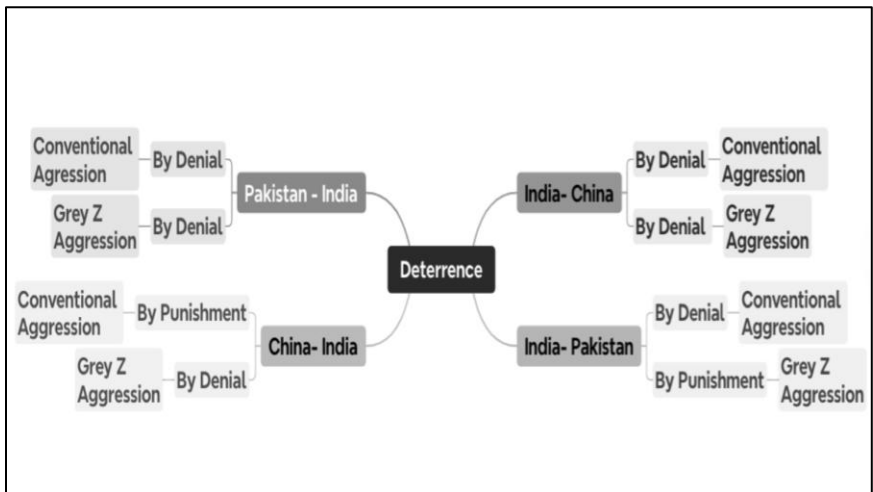 Conventional
Agression
By Denial
Grey Z
Aggression
By Denial
Pakistan - India
Conventional
Aggression
By Punishment
Grey Z
Aggression
By Denial
China- India
Deterrence
India- China
By Denial
Conventional
Aggression
By Denial
Grey Z
Aggression
India- Pakistan
By Denial
Conventional
Aggression
By Punishment
Grey Z
Aggression